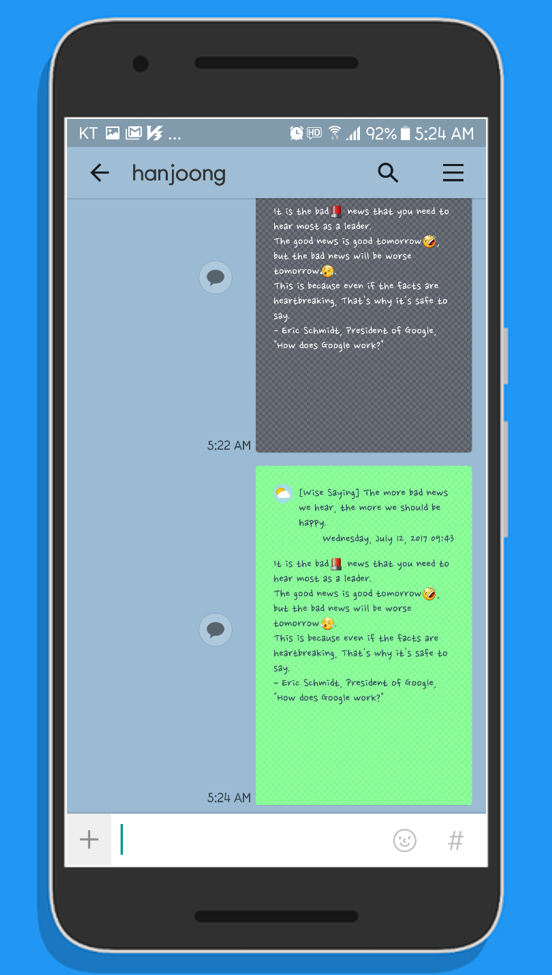 KT ... HD 92% 5:24 AM
hanjoong
It is the bad news that you need to
hear most as a leader.
The good news is good tomorrow🤣,
but the bad news will be worse
tomorrow😥.
This is because even if the facts are
heartbreaking, That's why it's safe to
say.
- Eric Schmidt, President of Google,
"How does Google work?"
5:22 AM
[Wise Saying] The more bad news
we hear, the more we should be
happy.
Wednesday, July 12, 2017 09:43
It is the bad news that you need to
hear most as a leader.
The good news is good tomorrow🤣,
but the bad news will be worse
tomorrow😥.
This is because even if the facts are
heartbreaking, That's why it's safe to
say.
- Eric Schmidt, President of Google,
"How does Google work?"
5:24 AM
+ #